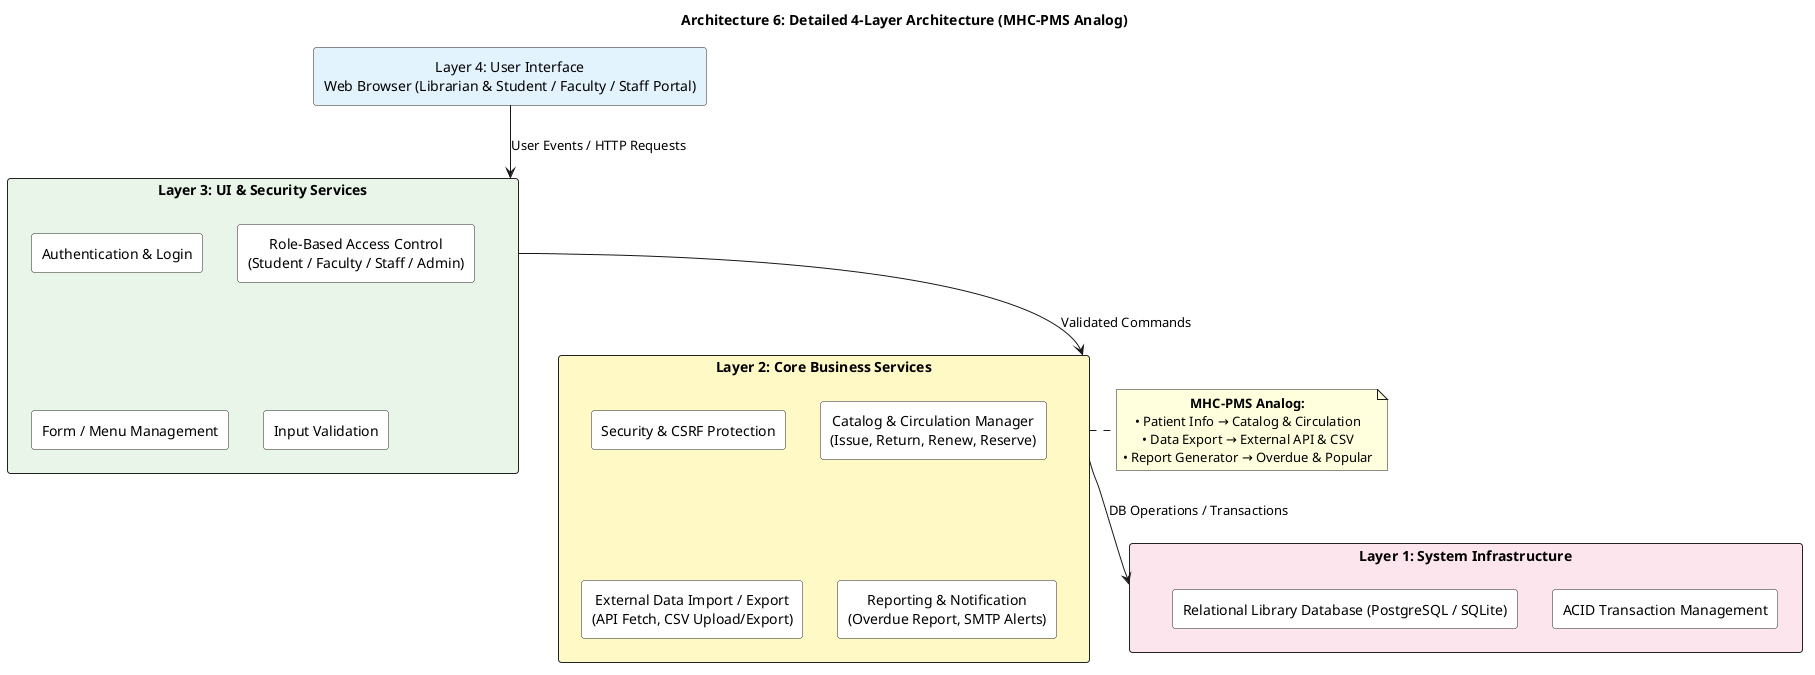 Architecture 6: Detailed 4-Layer Architecture (MHC-PMS Analog)
Layer 4: User Interface
Web Browser (Librarian & Student / Faculty / Staff Portal)
User Events / HTTP Requests
Layer 3: UI & Security Services
Authentication & Login
Role-Based Access Control
(Student / Faculty / Staff / Admin)
Form / Menu Management
Input Validation
Validated Commands
Layer 2: Core Business Services
Security & CSRF Protection
Catalog & Circulation Manager
(Issue, Return, Renew, Reserve)
External Data Import / Export
(API Fetch, CSV Upload/Export)
Reporting & Notification
(Overdue Report, SMTP Alerts)
MHC-PMS Analog:
• Patient Info → Catalog & Circulation
• Data Export → External API & CSV
• Report Generator → Overdue & Popular
DB Operations / Transactions
Layer 1: System Infrastructure
Relational Library Database (PostgreSQL / SQLite)
ACID Transaction Management